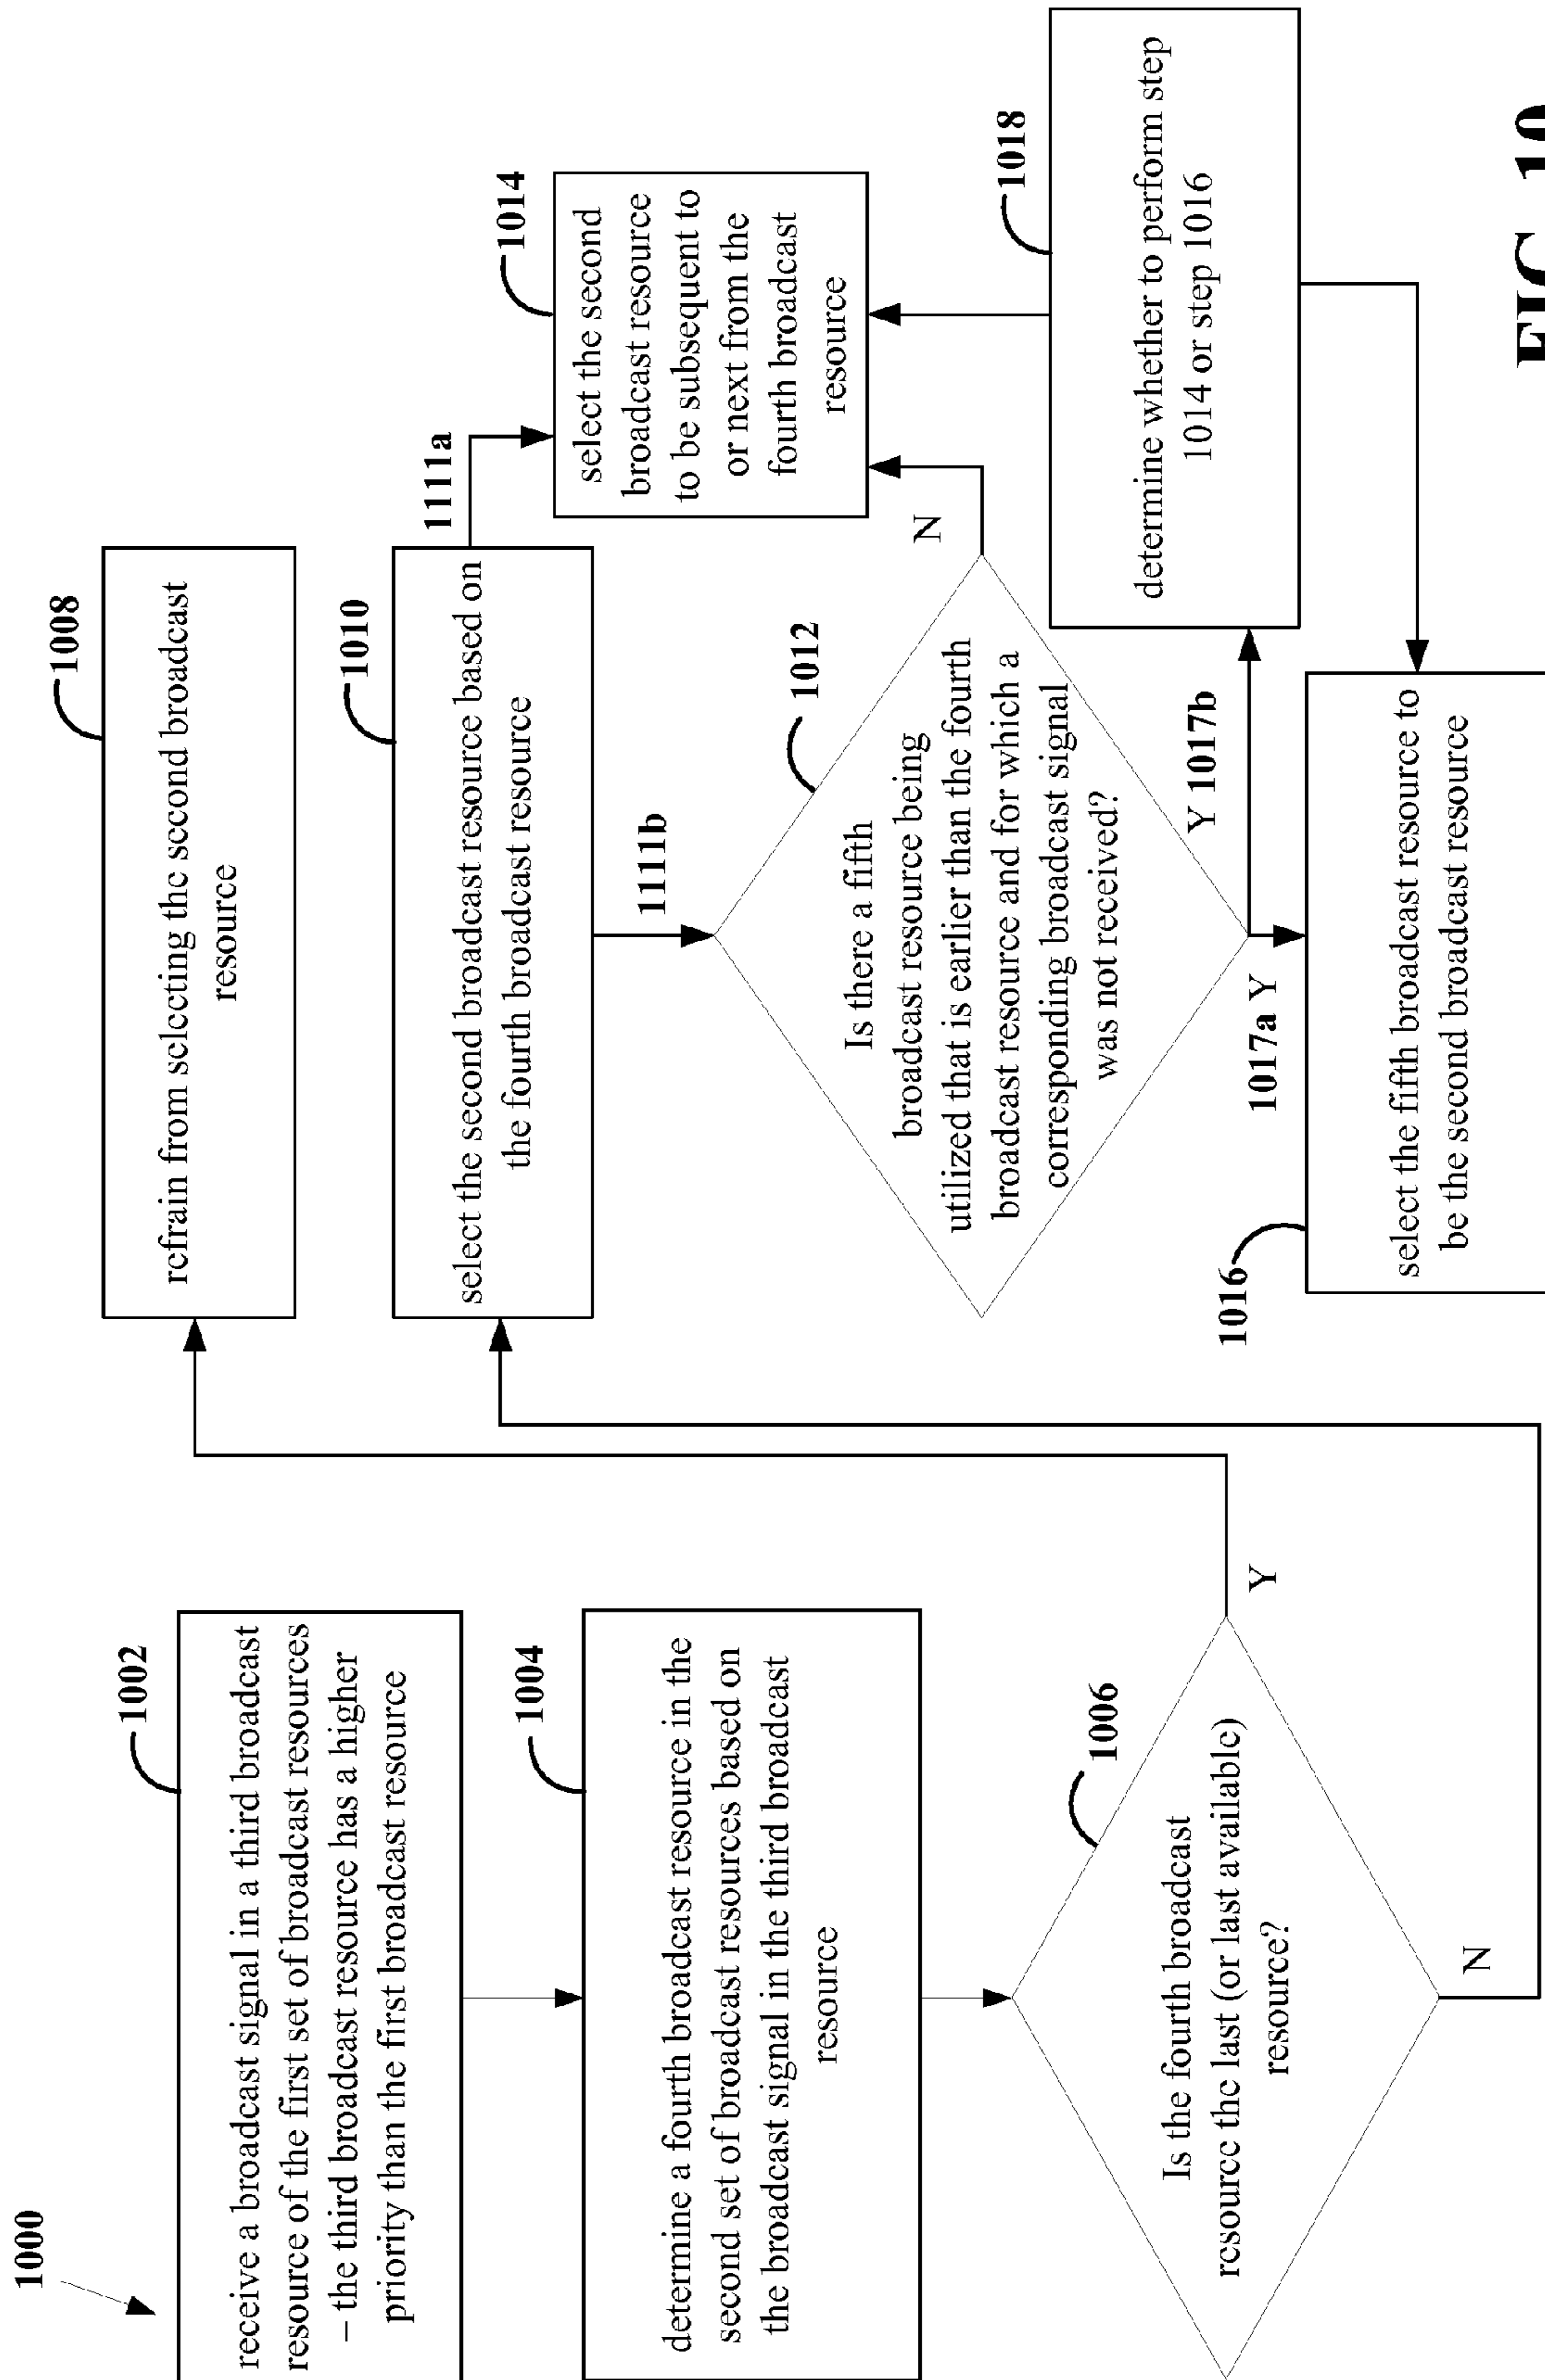 1000
1002
receive a broadcast signal in a third broadcast
resource of the first set of broadcast resources
– the third broadcast resource has a higher
priority than the first broadcast resource
1004
determine a fourth broadcast resource in the
second set of broadcast resources based on
the broadcast signal in the third broadcast
resource
1006
Is the fourth broadcast
resource the last (or last available)
resource?
Y
N
1008
refrain from selecting the second broadcast
resource
1010
select the second broadcast resource based on
the fourth broadcast resource
1111a
1111b
1012
Is there a fifth
broadcast resource being
utilized that is earlier than the fourth
broadcast resource and for which a
corresponding broadcast signal
was not received?
N
1014
select the second
broadcast resource
to be subsequent to
or next from the
fourth broadcast
resource
1017a Y
Y 1017b
1016
select the fifth broadcast resource to
be the second broadcast resource
1018
determine whether to perform step
1014 or step 1016
FIG. 10